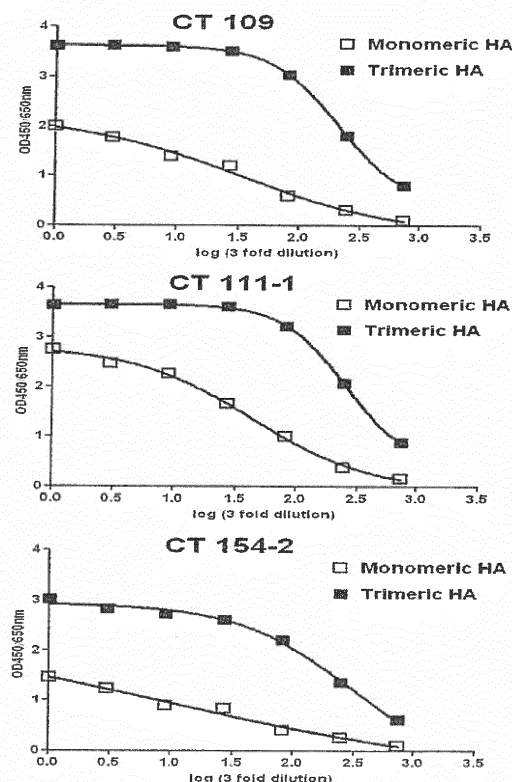 CT 109
4
Monomeric HA
Trimeric HA
3
OD450:650nm
2
1
0
0.0 0.5 1.0 1.5 2.0 2.5 3.0 3.5
log (3 fold dilution)
CT 111-1
4
Monomeric HA
Trimeric HA
3
OD450:650nm
2
1
0
0.0 0.5 1.0 1.5 2.0 2.5 3.0 3.5
log (3 fold dilution)
CT 154-2
4
Monomeric HA
Trimeric HA
3
OD450:650nm
2
1
0
0.0 0.5 1.0 1.5 2.0 2.5 3.0 3.5
log (3 fold dilution)